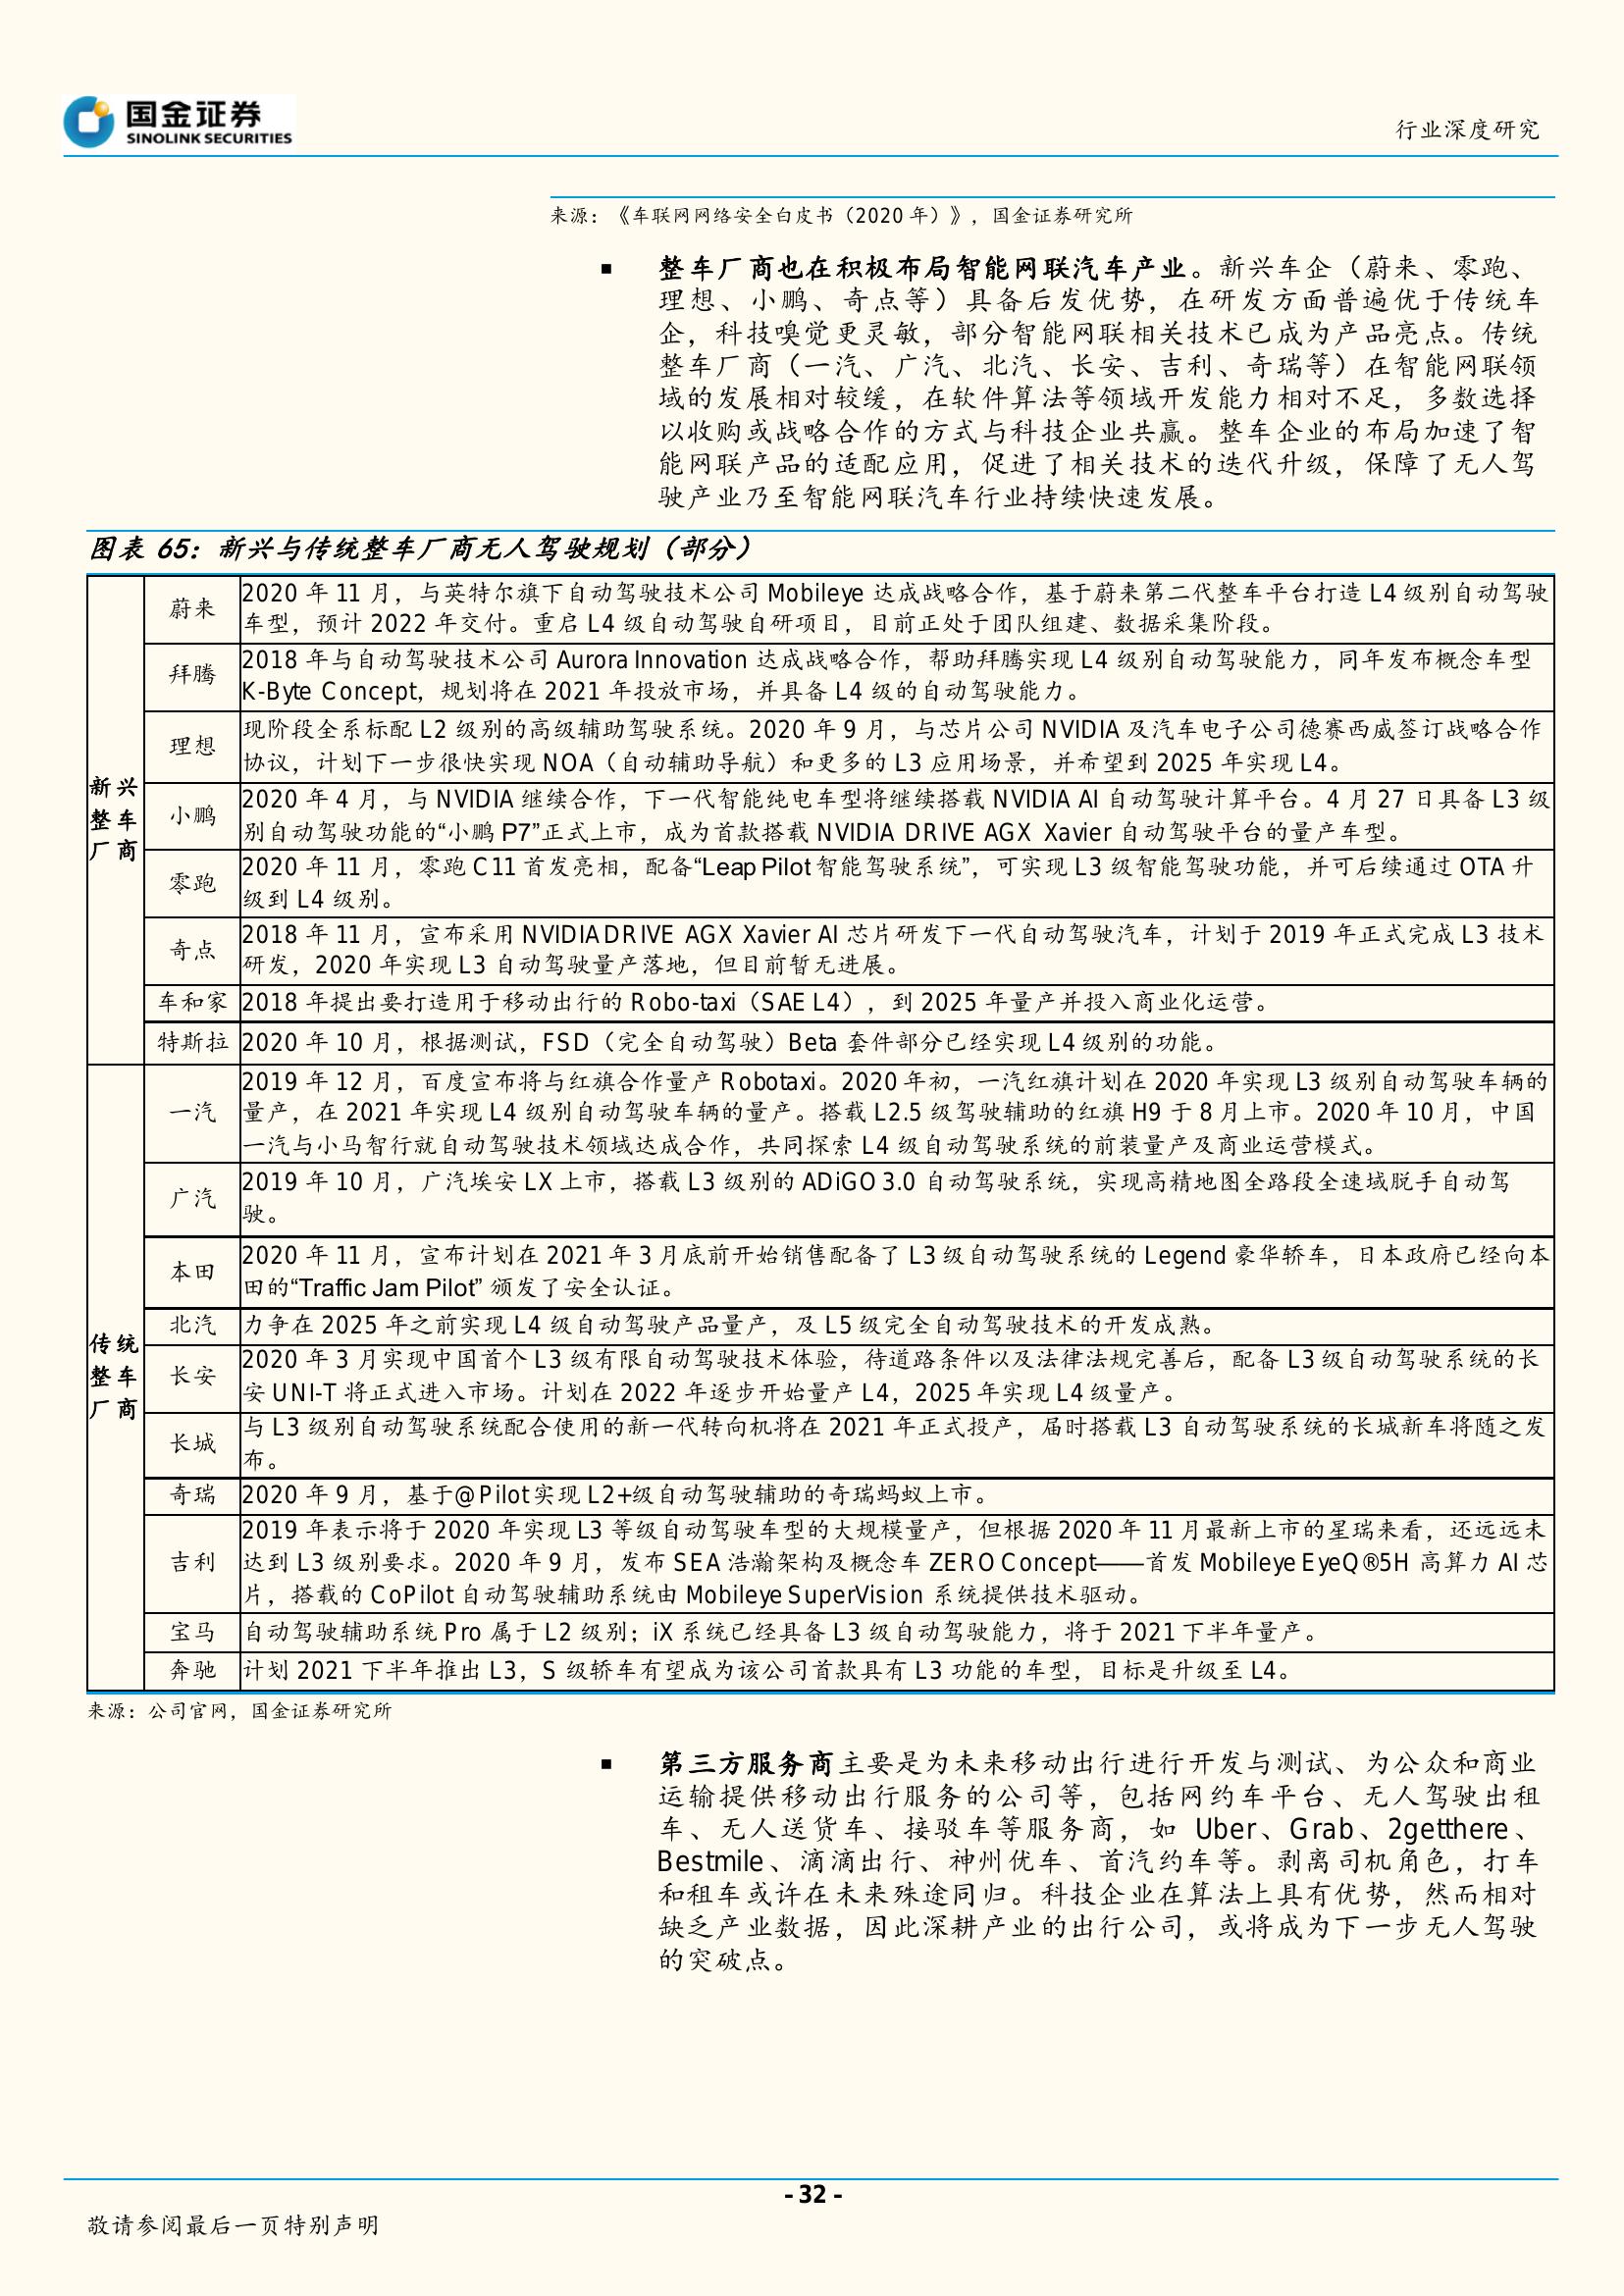 国金证券
SINOLINK SECURITIES
行业深度研究
来源：《车联网网络安全白皮书（2020 年）》，国金证券研究所
■ 整车厂商也在积极布局智能网联汽车产业。新兴车企（蔚来、零跑、
理想、小鹏、奇点等）具备后发优势，在研发方面普遍优于传统车
企，科技嗅觉更灵敏，部分智能网联相关技术已成为产品亮点。传统
整车厂商（一汽、广汽、北汽、长安、吉利、奇瑞等）在智能网联领
域的发展相对较缓，在软件算法等领域开发能力相对不足，多数选择
以收购或战略合作的方式与科技企业共赢。整车企业的布局加速了智
能网联产品的适配应用，促进了相关技术的迭代升级，保障了无人驾
驶产业乃至智能网联汽车行业持续快速发展。
图表 65：新兴与传统整车厂商无人驾驶规划（部分）
新兴
整车
厂商
蔚来
2020 年 11 月，与英特尔旗下自动驾驶技术公司 Mobileye 达成战略合作，基于蔚来第二代整车平台打造 L4 级别自动驾驶
车型，预计 2022 年交付。重启 L4 级自动驾驶自研项目，目前正处于团队组建、数据采集阶段。
拜腾
2018 年与自动驾驶技术公司 Aurora Innovation 达成战略合作，帮助拜腾实现 L4 级别自动驾驶能力，同年发布概念车型
K-Byte Concept，规划将在 2021 年投放市场，并具备 L4 级的自动驾驶能力。
理想
现阶段全系标配 L2 级别的高级辅助驾驶系统。2020 年 9 月，与芯片公司 NVIDIA 及汽车电子公司德赛西威签订战略合作
协议，计划下一步很快实现 NOA（自动辅助导航）和更多的 L3 应用场景，并希望到 2025 年实现 L4。
小鹏
2020 年 4 月，与 NVIDIA 继续合作，下一代智能纯电车型将继续搭载 NVIDIA AI 自动驾驶计算平台。4 月 27 日具备 L3 级
别自动驾驶功能的“小鹏 P7”正式上市，成为首款搭载 NVIDIA DRIVE AGX Xavier 自动驾驶平台的量产车型。
零跑
2020 年 11 月，零跑 C11 首发亮相，配备“Leap Pilot 智能驾驶系统”，可实现 L3 级智能驾驶功能，并可后续通过 OTA 升
级到 L4 级别。
奇点
2018 年 11 月，宣布采用 NVIDIA DRIVE AGX Xavier AI 芯片研发下一代自动驾驶汽车，计划于 2019 年正式完成 L3 技术
研发，2020 年实现 L3 自动驾驶量产落地，但目前暂无进展。
车和家
2018 年提出要打造用于移动出行的 Robo-taxi（SAE L4），到 2025 年量产并投入商业化运营。
特斯拉
2020 年 10 月，根据测试，FSD（完全自动驾驶）Beta 套件部分已经实现 L4 级别的功能。
传统
整车
厂商
一汽
2019 年 12 月，百度宣布将与红旗合作量产 Robotaxi。2020 年初，一汽红旗计划在 2020 年实现 L3 级别自动驾驶车辆的
量产，在 2021 年实现 L4 级别自动驾驶车辆的量产。搭载 L2.5 级驾驶辅助的红旗 H9 于 8 月上市。2020 年 10 月，中国
一汽与小马智行就自动驾驶技术领域达成合作，共同探索 L4 级自动驾驶系统的前装量产及商业运营模式。
广汽
2019 年 10 月，广汽埃安 LX 上市，搭载 L3 级别的 ADiGO 3.0 自动驾驶系统，实现高精地图全路段全速域脱手自动驾
驶。
本田
2020 年 11 月，宣布计划在 2021 年 3 月底前开始销售配备了 L3 级自动驾驶系统的 Legend 豪华轿车，日本政府已经向本
田的“Traffic Jam Pilot” 颁发了安全认证。
北汽
力争在 2025 年之前实现 L4 级自动驾驶产品量产，及 L5 级完全自动驾驶技术的开发成熟。
长安
2020 年 3 月实现中国首个 L3 级有限自动驾驶技术体验，待道路条件以及法律法规完善后，配备 L3 级自动驾驶系统的长
安 UNI-T 将正式进入市场。计划在 2022 年逐步开始量产 L4，2025 年实现 L4 级量产。
长城
与 L3 级别自动驾驶系统配合使用的新一代转向机将在 2021 年正式投产，届时搭载 L3 自动驾驶系统的长城新车将随之发
布。
奇瑞
2020 年 9 月，基于@Pilot 实现 L2+级自动驾驶辅助的奇瑞蚂蚁上市。
吉利
2019 年表示将于 2020 年实现 L3 等级自动驾驶车型的大规模量产，但根据 2020 年 11 月最新上市的星瑞来看，还远远未
达到 L3 级别要求。2020 年 9 月，发布 SEA 浩瀚架构及概念车 ZERO Concept——首发 Mobileye EyeQ®5H 高算力 AI 芯
片，搭载的 CoPilot 自动驾驶辅助系统由 Mobileye SuperVision 系统提供技术驱动。
宝马
自动驾驶辅助系统 Pro 属于 L2 级别；iX 系统已经具备 L3 级自动驾驶能力，将于 2021 下半年量产。
奔驰
计划 2021 下半年推出 L3，S 级轿车有望成为该公司首款具有 L3 功能的车型，目标是升级至 L4。
来源：公司官网，国金证券研究所
■ 第三方服务商主要是为未来移动出行进行开发与测试、为公众和商业
运输提供移动出行服务的公司等，包括网约车平台、无人驾驶出租
车、无人送货车、接驳车等服务商，如 Uber、Grab、2getthere、
Bestmile、滴滴出行、神州优车、首汽约车等。剥离司机角色，打车
和租车或许在未来殊途同归。科技企业在算法上具有优势，然而相对
缺乏产业数据，因此深耕产业的出行公司，或将成为下一步无人驾驶
的突破点。
- 32 -
敬请参阅最后一页特别声明